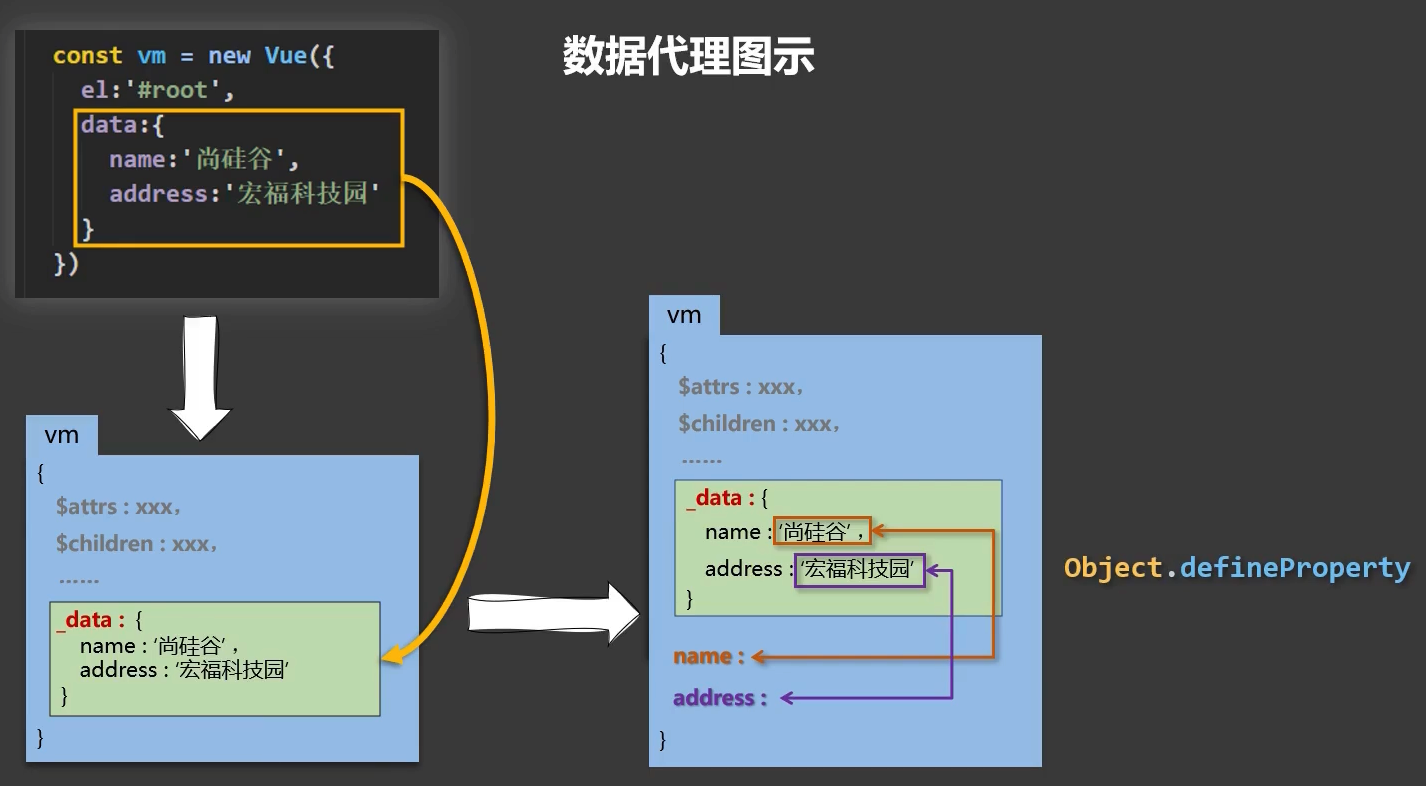 数据代理图示
const vm = new Vue({
el:'#root',
data:{
name:'尚硅谷',
address:'宏福科技园'
}
})
vm
{
$attrs : xxx，
$children : xxx，
……
_data : {
name : ‘尚硅谷’ ，
address : ‘宏福科技园’
}
}
vm
{
$attrs : xxx，
$children : xxx，
……
_data : {
name : ‘尚硅谷’ ，
address : ‘宏福科技园’
}
name :
address :
}
Object.defineProperty